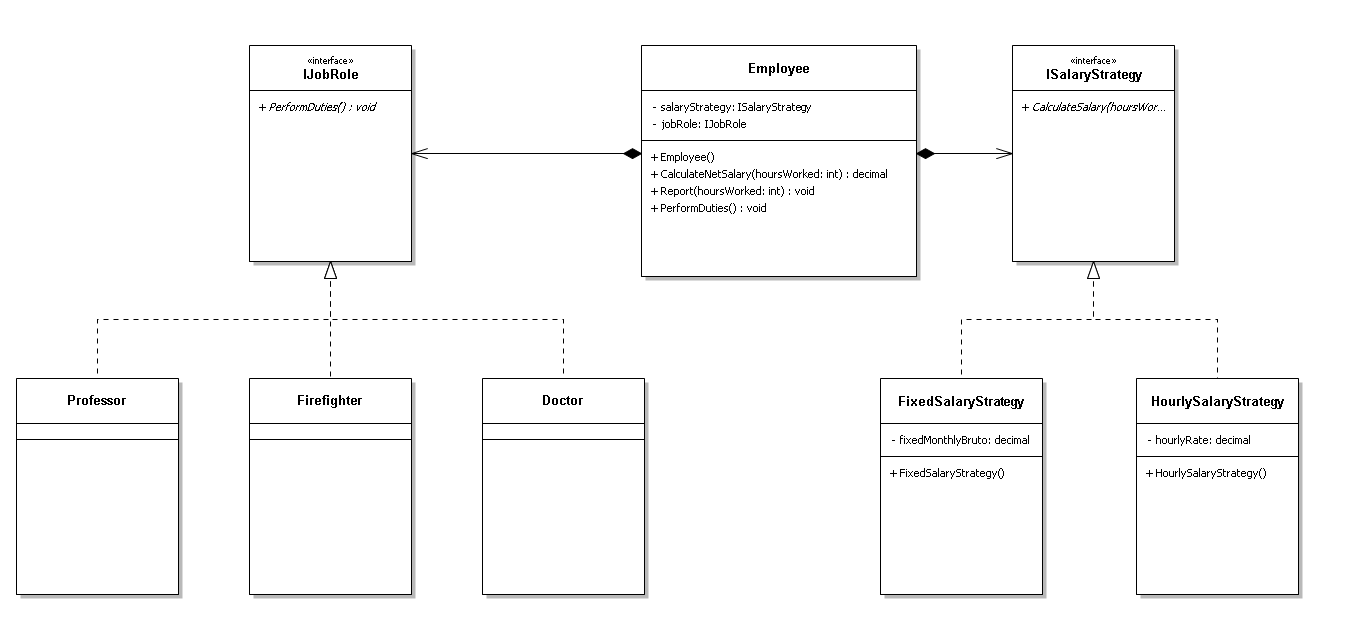 «interface»
IJobRole
+ PerformDuties() : void
Employee
- salaryStrategy: ISalaryStrategy
- jobRole: IJobRole
+ Employee()
+ CalculateNetSalary(hoursWorked: int) : decimal
+ Report(hoursWorked: int) : void
+ PerformDuties() : void
«interface»
ISalaryStrategy
+ CalculateSalary(hoursWor...
Professor
Firefighter
Doctor
FixedSalaryStrategy
- fixedMonthlyBruto: decimal
+ FixedSalaryStrategy()
HourlySalaryStrategy
- hourlyRate: decimal
+ HourlySalaryStrategy()